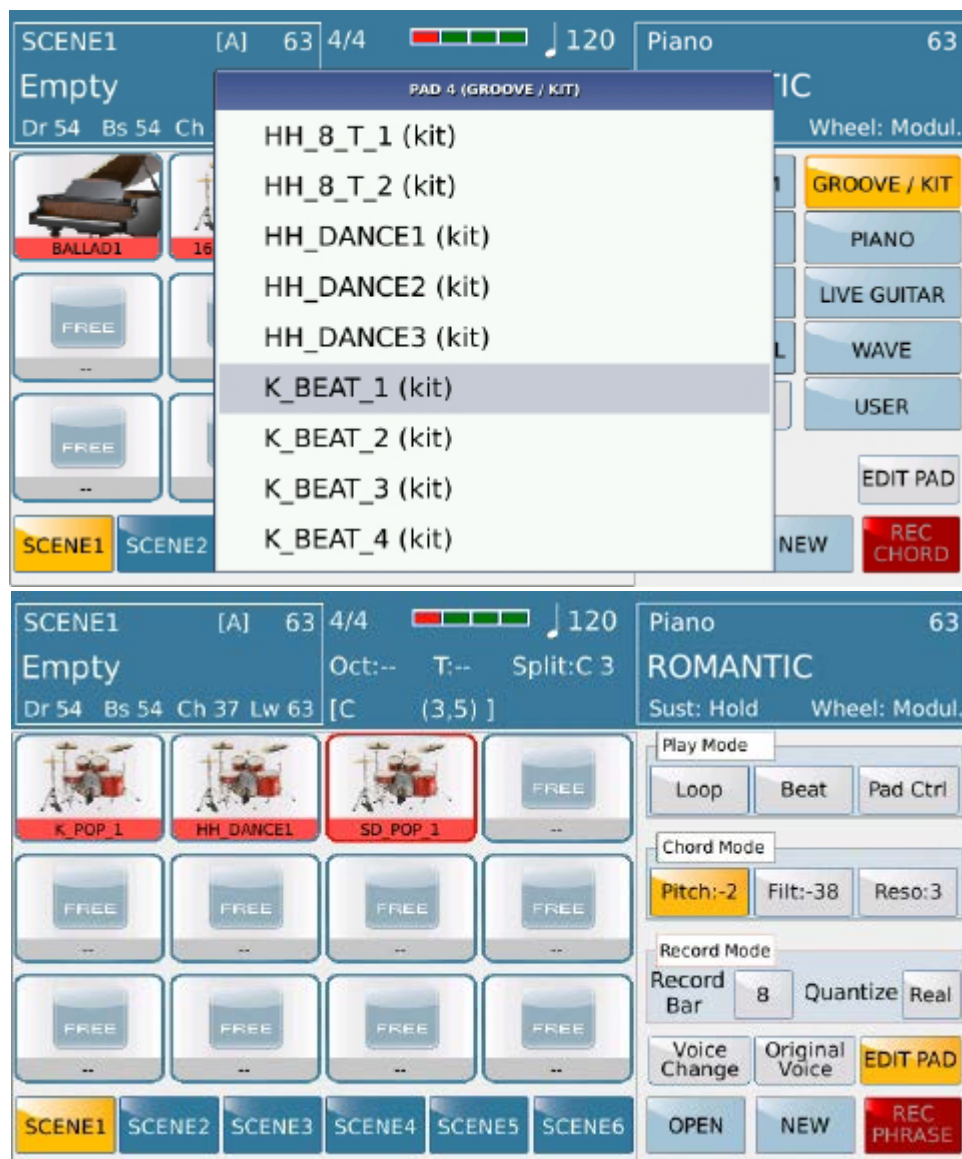 SCENE1 [A] 63 4/4 120 Piano 63
Empty PAD 4 (GROOVE / KIT) IC
Dr 54 Bs 54 Ch Wheel: Modul.
HH_8_T_1 (kit)
HH_8_T_2 (kit) GROOVE / KIT
BALLAD1 16 HH_DANCE1 (kit) PIANO
HH_DANCE2 (kit) LIVE GUITAR
FREE HH_DANCE3 (kit) L WAVE
--
K_BEAT_1 (kit) USER
FREE K_BEAT_2 (kit)
-- K_BEAT_3 (kit) EDIT PAD
SCENE1 SCENE2 K_BEAT_4 (kit) NEW REC CHORD
SCENE1 [A] 63 4/4 120 Piano 63
Empty Oct:-- T:-- Split:C 3 ROMANTIC
Dr 54 Bs 54 Ch 37 Lw 63 [C (3,5) ] Sust: Hold Wheel: Modul.
Play Mode
FREE Loop Beat Pad Ctrl
K_POP_1 HH_DANCE1 SD_POP_1 --
Chord Mode
FREE FREE FREE FREE Pitch:-2 Filt:-38 Reso:3
-- -- -- --
Record Mode
FREE FREE FREE FREE Record Bar 8 Quantize Real
-- -- -- -- Voice Change Original Voice EDIT PAD
SCENE1 SCENE2 SCENE3 SCENE4 SCENE5 SCENE6 OPEN NEW REC PHRASE